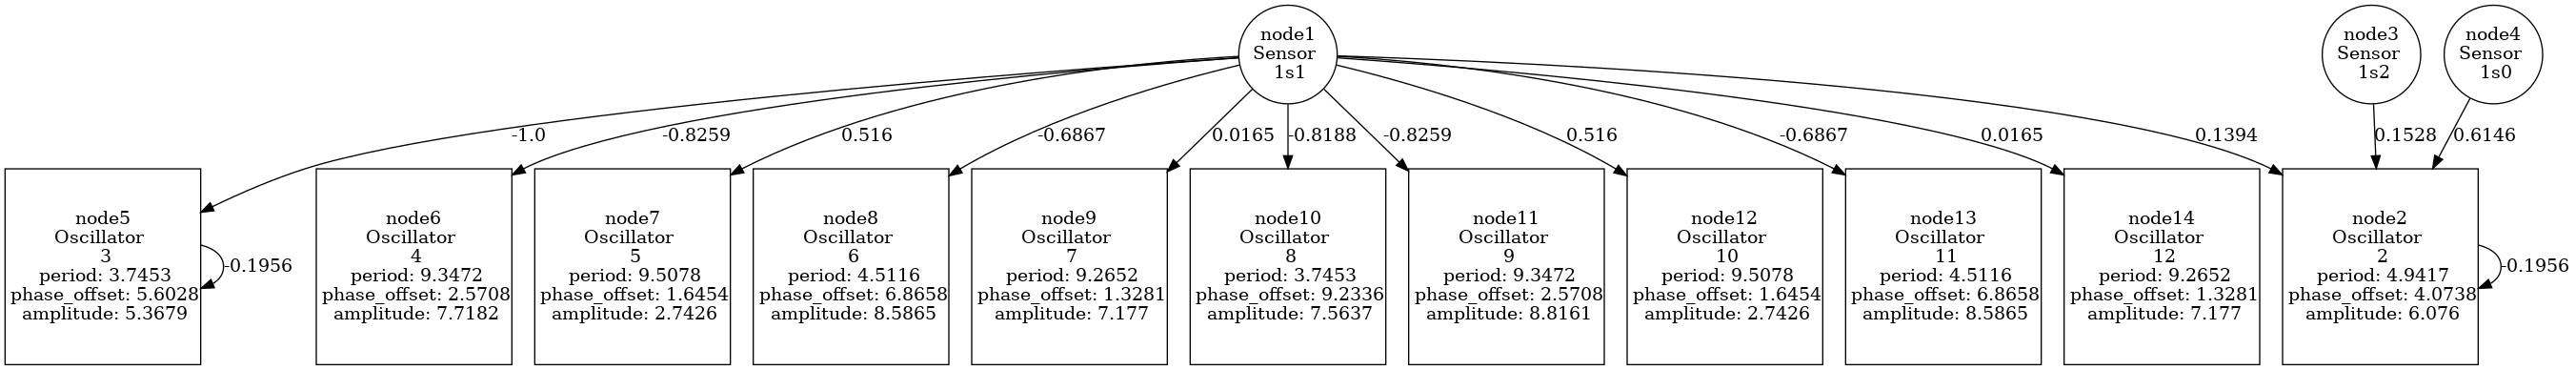 node1
Sensor
1s1
node3
Sensor
1s2
node4
Sensor
1s0
-1.0
-0.8259
0.516
-0.6867
0.0165
-0.8188
-0.8259
0.516
-0.6867
0.0165
0.1394
0.1528
0.6146
node5
Oscillator
3
period: 3.7453
phase_offset: 5.6028
amplitude: 5.3679
-0.1956
node6
Oscillator
4
period: 9.3472
phase_offset: 2.5708
amplitude: 7.7182
node7
Oscillator
5
period: 9.5078
phase_offset: 1.6454
amplitude: 2.7426
node8
Oscillator
6
period: 4.5116
phase_offset: 6.8658
amplitude: 8.5865
node9
Oscillator
7
period: 9.2652
phase_offset: 1.3281
amplitude: 7.177
node10
Oscillator
8
period: 3.7453
phase_offset: 9.2336
amplitude: 7.5637
node11
Oscillator
9
period: 9.3472
phase_offset: 2.5708
amplitude: 8.8161
node12
Oscillator
10
period: 9.5078
phase_offset: 1.6454
amplitude: 2.7426
node13
Oscillator
11
period: 4.5116
phase_offset: 6.8658
amplitude: 8.5865
node14
Oscillator
12
period: 9.2652
phase_offset: 1.3281
amplitude: 7.177
node2
Oscillator
2
period: 4.9417
phase_offset: 4.0738
amplitude: 6.076
-0.1956